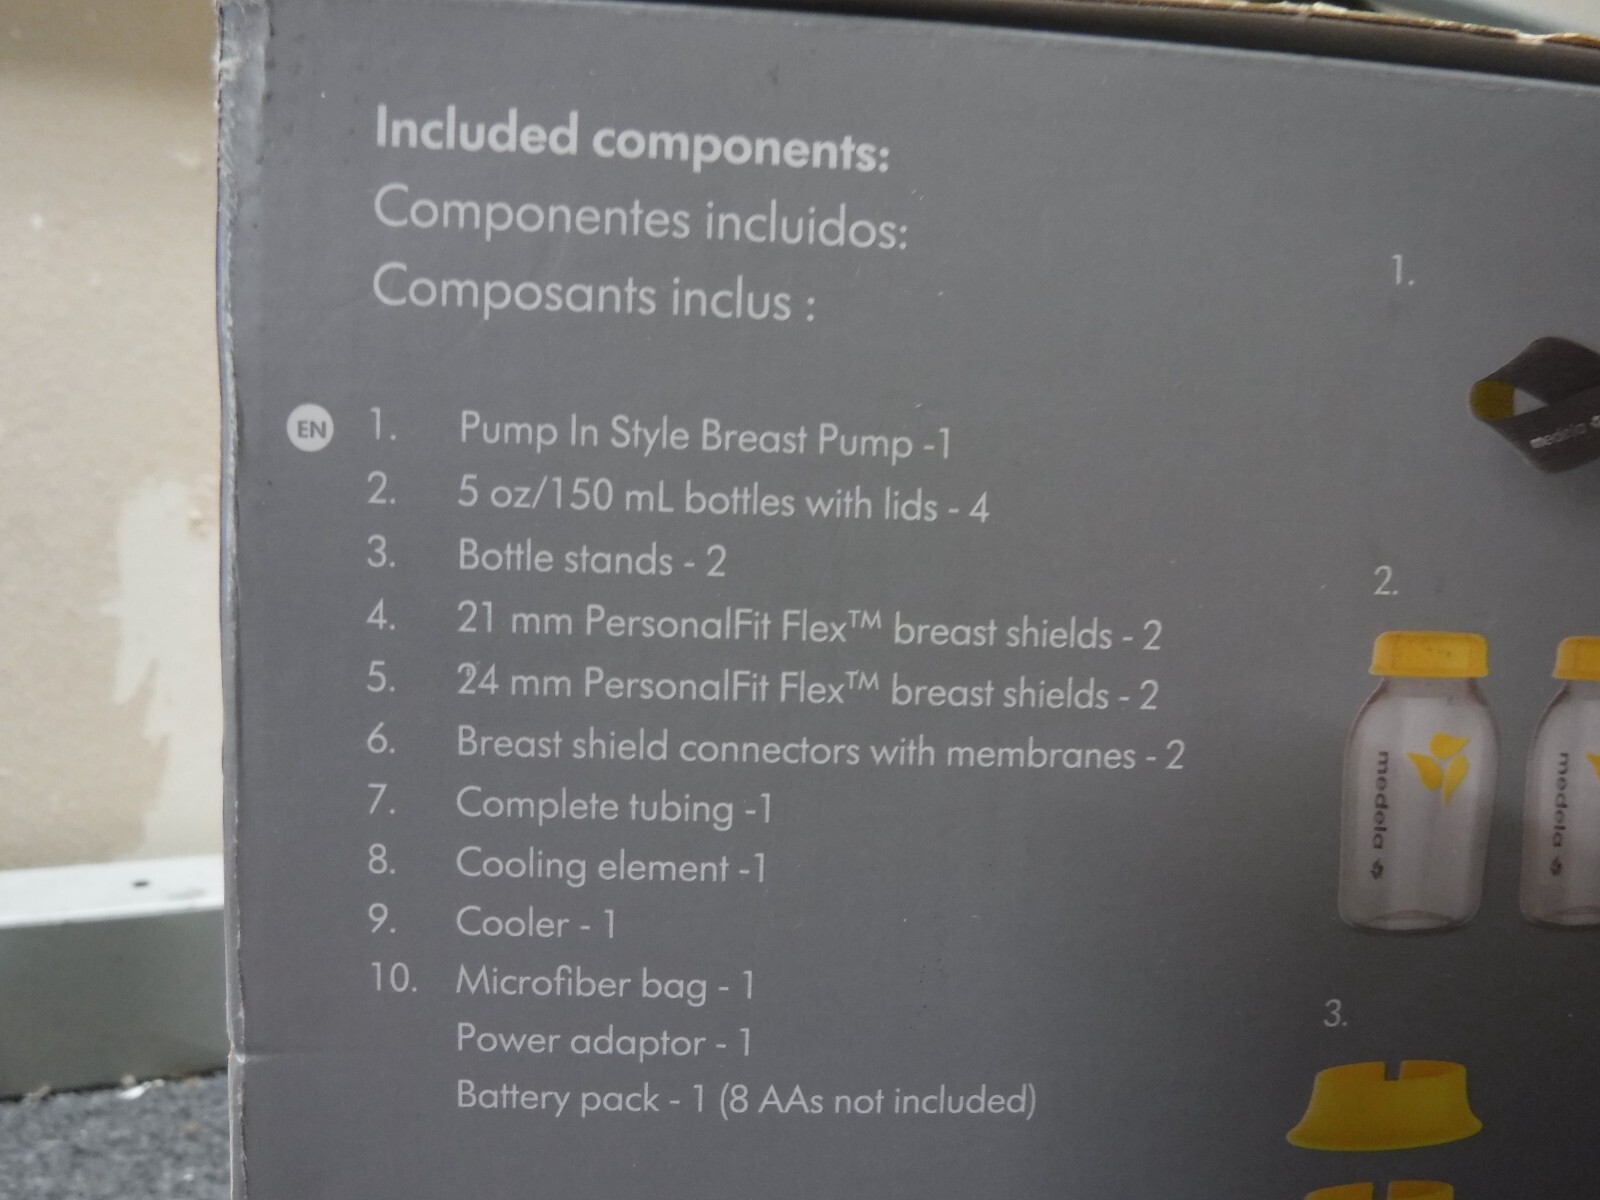 Included components:
Componentes incluidos:
Composants inclus :
EN
1. Pump In Style Breast Pump -1
2. 5 oz/150 mL bottles with lids - 4
3. Bottle stands - 2
4. 21 mm PersonalFit Flex™ breast shields - 2
5. 24 mm PersonalFit Flex™ breast shields - 2
6. Breast shield connectors with membranes - 2
7. Complete tubing -1
8. Cooling element -1
9. Cooler - 1
10. Microfiber bag - 1
Power adaptor - 1
Battery pack - 1 (8 AAs not included)
1.
medela
2.
medela
medela
3.